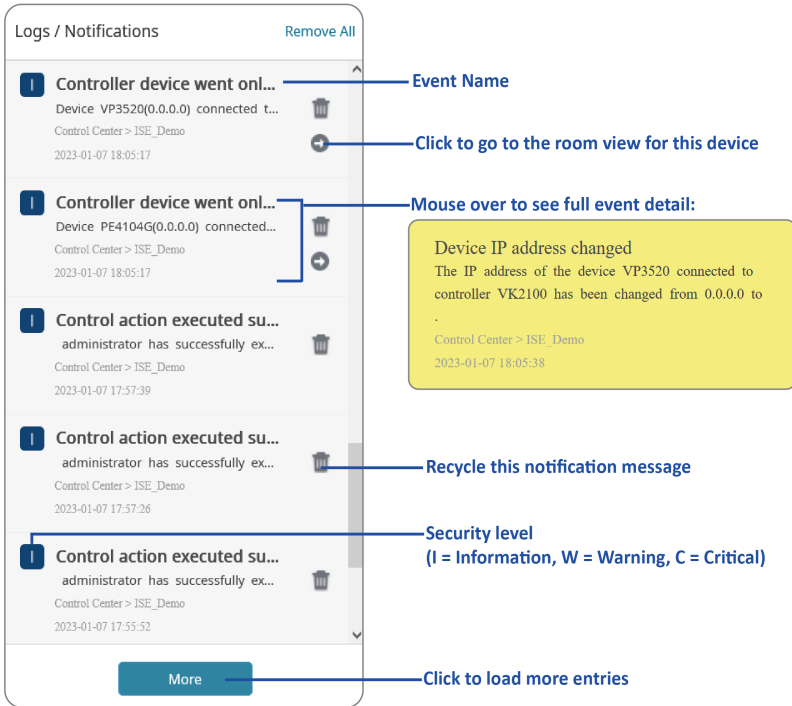 Logs / Notifications
Remove All
I
Controller device went onl...
Device VP3520(0.0.0.0) connected t...
Control Center > ISE_Demo
2023-01-07 18:05:17
Event Name
Click to go to the room view for this device
I
Controller device went onl...
Device PE4104G(0.0.0.0) connected...
Control Center > ISE_Demo
2023-01-07 18:05:17
Mouse over to see full event detail:
Device IP address changed
The IP address of the device VP3520 connected to
controller VK2100 has been changed from 0.0.0.0 to
.
Control Center > ISE_Demo
2023-01-07 18:05:38
I
Control action executed su...
administrator has successfully ex...
Control Center > ISE_Demo
2023-01-07 17:57:39
I
Control action executed su...
administrator has successfully ex...
Control Center > ISE_Demo
2023-01-07 17:57:26
Recycle this notification message
I
Control action executed su...
administrator has successfully ex...
Control Center > ISE_Demo
2023-01-07 17:55:52
Security level
(I = Information, W = Warning, C = Critical)
More
Click to load more entries